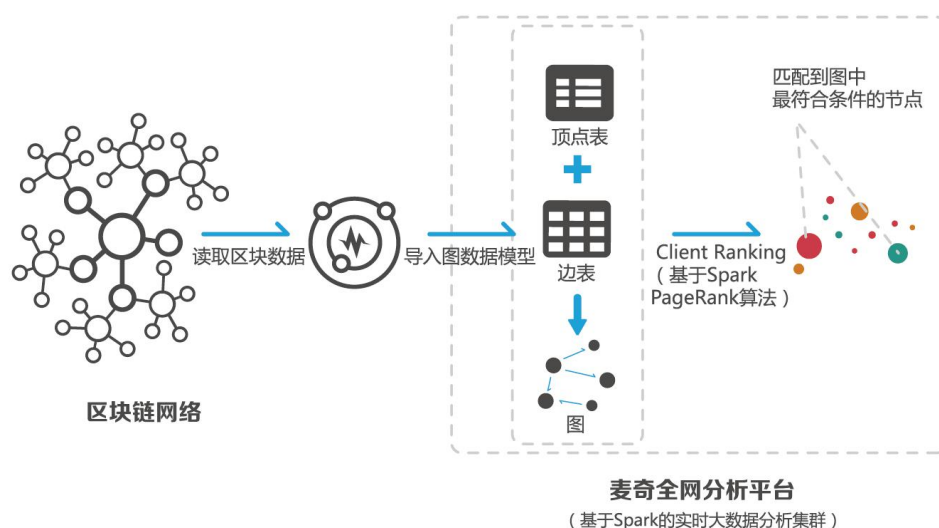 匹配到图中
最符合条件的节点
顶点表
读取区块数据
导入图数据模型
边表
Client Ranking
（基于Spark
PageRank算法）
图
区块链网络
麦奇全网分析平台
（基于Spark的实时大数据分析集群）